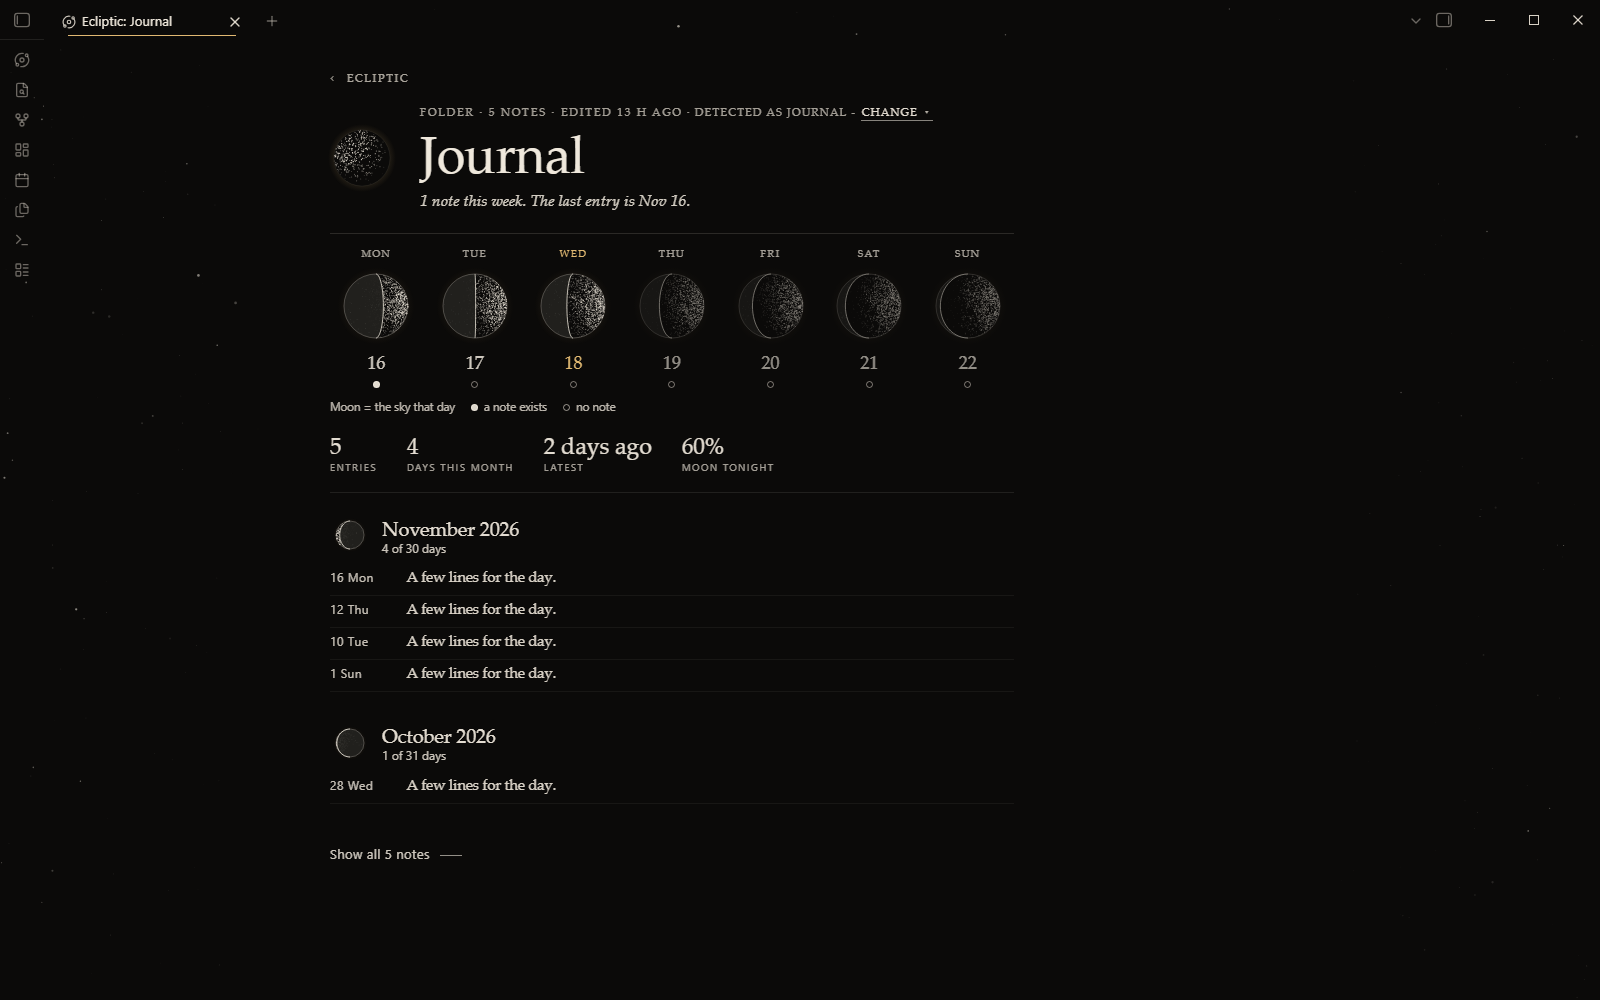 Ecliptic: Journal
‹ ECLIPTIC
FOLDER · 5 NOTES · EDITED 13 H AGO · DETECTED AS JOURNAL - CHANGE
Journal
1 note this week. The last entry is Nov 16.
MON TUE WED THU FRI SAT SUN
16 17 18 19 20 21 22
Moon = the sky that day a note exists no note
5 4 2 days ago 60%
ENTRIES DAYS THIS MONTH LATEST MOON TONIGHT
November 2026
4 of 30 days
16 Mon A few lines for the day.
12 Thu A few lines for the day.
10 Tue A few lines for the day.
1 Sun A few lines for the day.
October 2026
1 of 31 days
28 Wed A few lines for the day.
Show all 5 notes